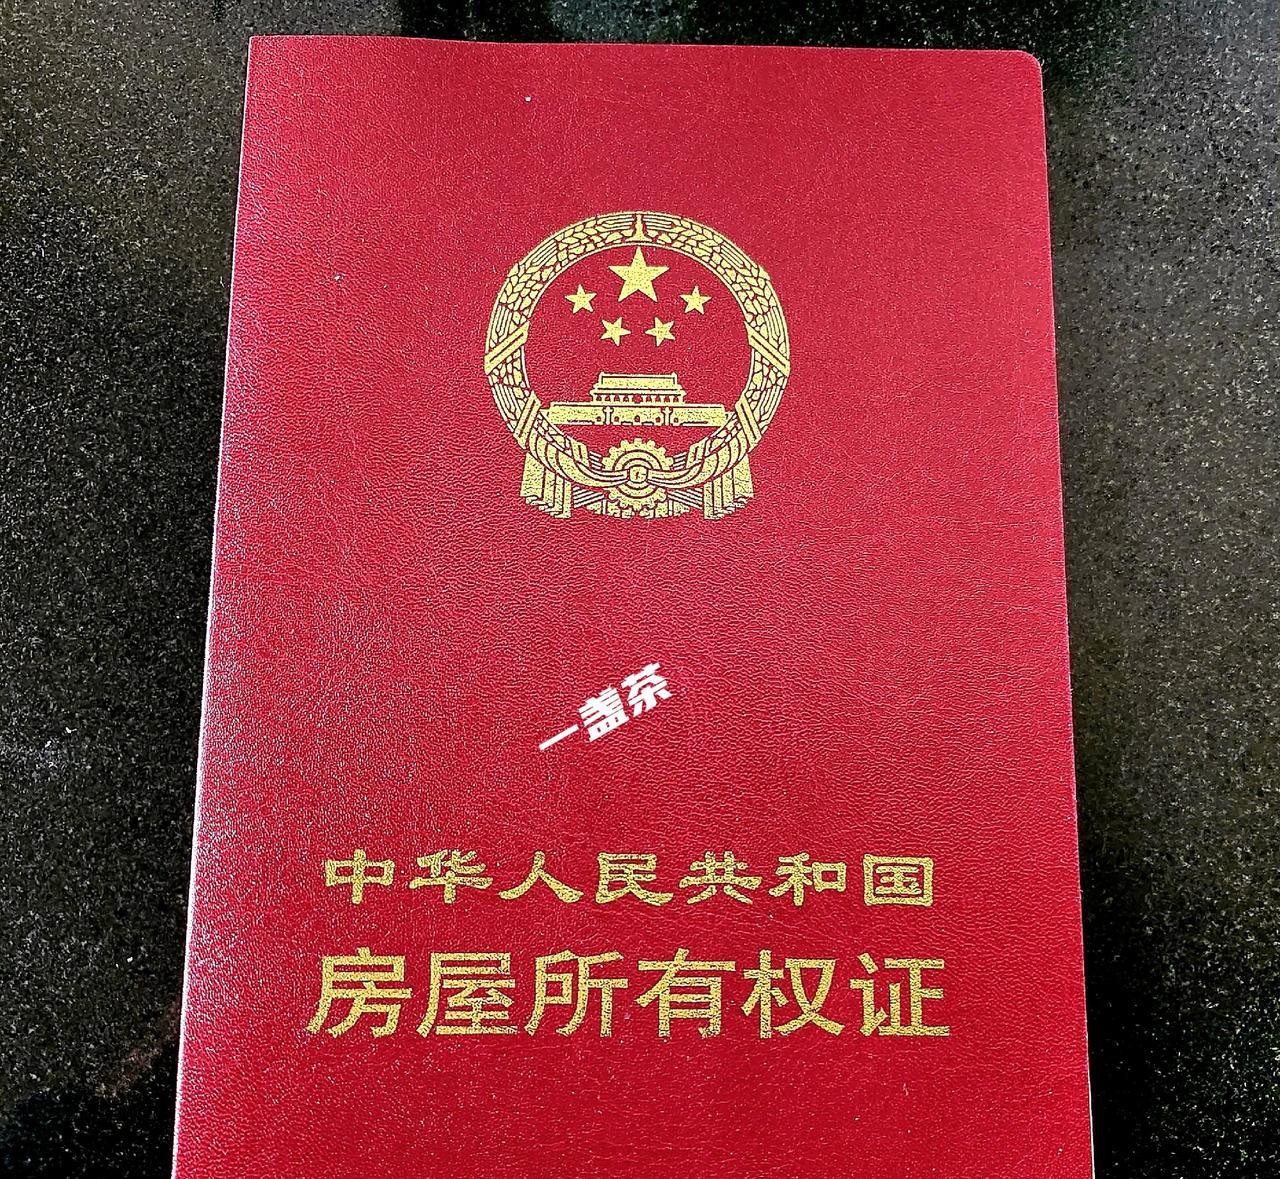 一盏茶
中华人民共和国
房屋所有权证